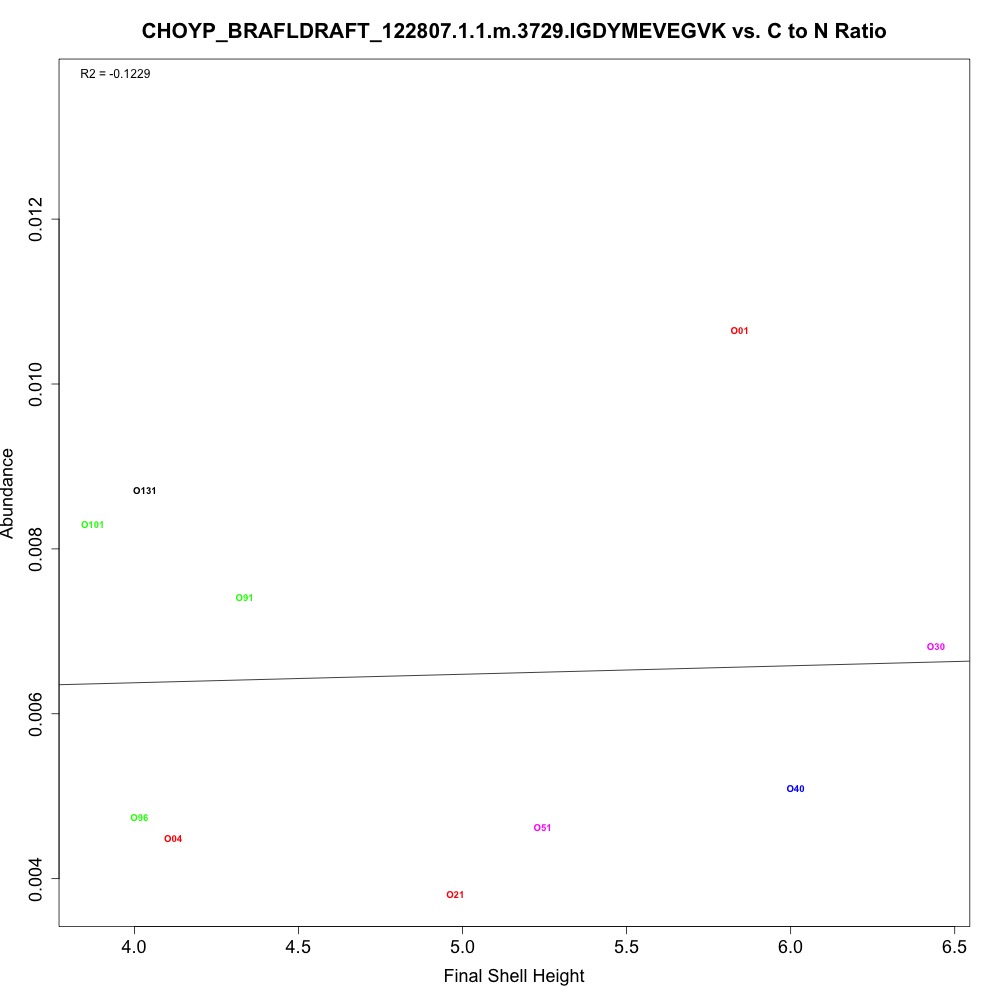 CHOYP_BRAFLDRAFT_122807.1.1.m.3729.IGDYMEVEGVK vs. C to N Ratio
R2 = -0.1229
0.012
O01
0.010
Abundance
O131
O101
0.008
O91
O30
0.006
O40
O96
O51
O04
0.004
O21
4.0 4.5 5.0 5.5 6.0 6.5
Final Shell Height